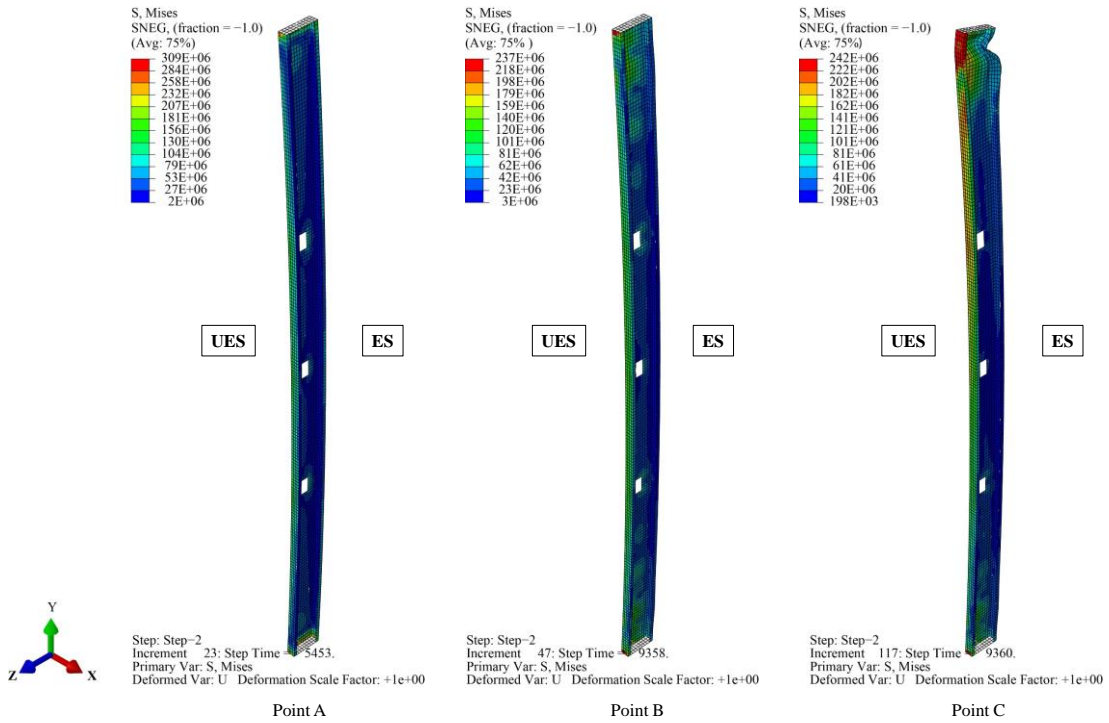 S, Mises
SNEG, (fraction = −1.0)
(Avg: 75%)
309E+06
284E+06
258E+06
232E+06
207E+06
181E+06
156E+06
130E+06
104E+06
79E+06
53E+06
27E+06
2E+06
UES
ES
Step: Step−2
Increment 23: Step Time = 5453.
Primary Var: S, Mises
Deformed Var: U Deformation Scale Factor: +1e+00
Point A
S, Mises
SNEG, (fraction = −1.0)
(Avg: 75% )
237E+06
218E+06
198E+06
179E+06
159E+06
140E+06
120E+06
101E+06
81E+06
62E+06
42E+06
23E+06
3E+06
UES
ES
Step: Step−2
Increment 47: Step Time = 9358.
Primary Var: S, Mises
Deformed Var: U Deformation Scale Factor: +1e+00
Point B
S, Mises
SNEG, (fraction = −1.0)
(Avg: 75%)
242E+06
222E+06
202E+06
182E+06
162E+06
141E+06
121E+06
101E+06
81E+06
61E+06
41E+06
20E+06
198E+03
UES
ES
Step: Step−2
Increment 117: Step Time = 9360.
Primary Var: S, Mises
Deformed Var: U Deformation Scale Factor: +1e+00
Point C
Y
Z
X